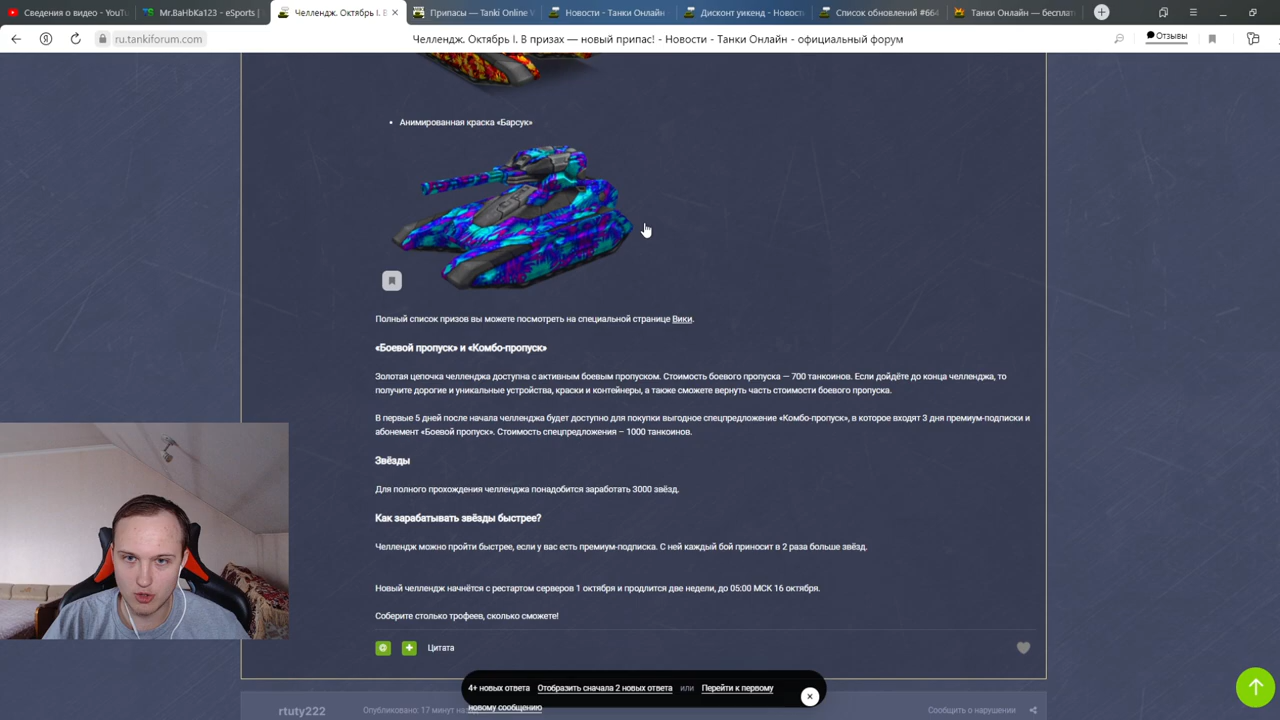 Сведения о видео - YouTu
Mr.BaHbKa123 - eSports |
Челлендж. Октябрь I. В
Припасы — Tanki Online V
Новости - Танки Онлайн
Дисконт уикенд - Новост
Список обновлений #664
Танки Онлайн — бесплат
ru.tankiforum.com
Челлендж. Октябрь I. В призах — новый припас! - Новости - Танки Онлайн - официальный форум
Отзывы
• Анимированная краска «Барсук»
Полный список призов вы можете посмотреть на специальной странице Вики.
«Боевой пропуск» и «Комбо-пропуск»
Золотая цепочка челленджа доступна с активным боевым пропуском. Стоимость боевого пропуска — 700 танкоинов. Если дойдёте до конца челленджа, то
получите дорогие и уникальные устройства, краски и контейнеры, а также сможете вернуть часть стоимости боевого пропуска.
В первые 5 дней после начала челленджа будет доступно для покупки выгодное спецпредложение «Комбо-пропуск», в которое входят 3 дня премиум-подписки и
абонемент «Боевой пропуск». Стоимость спецпредложения – 1000 танкоинов.
Звёзды
Для полного прохождения челленджа понадобится заработать 3000 звёзд.
Как зарабатывать звёзды быстрее?
Челлендж можно пройти быстрее, если у вас есть премиум-подписка. С ней каждый бой приносит в 2 раза больше звёзд.
Новый челлендж начнётся с рестартом серверов 1 октября и продлится две недели, до 05:00 МСК 16 октября.
Соберите столько трофеев, сколько сможете!
Цитата
4+ новых ответа Отобразить сначала 2 новых ответа или Перейти к первому
новому сообщению
rtuty222
Опубликовано: 17 минут наза
Сообщить о нарушении